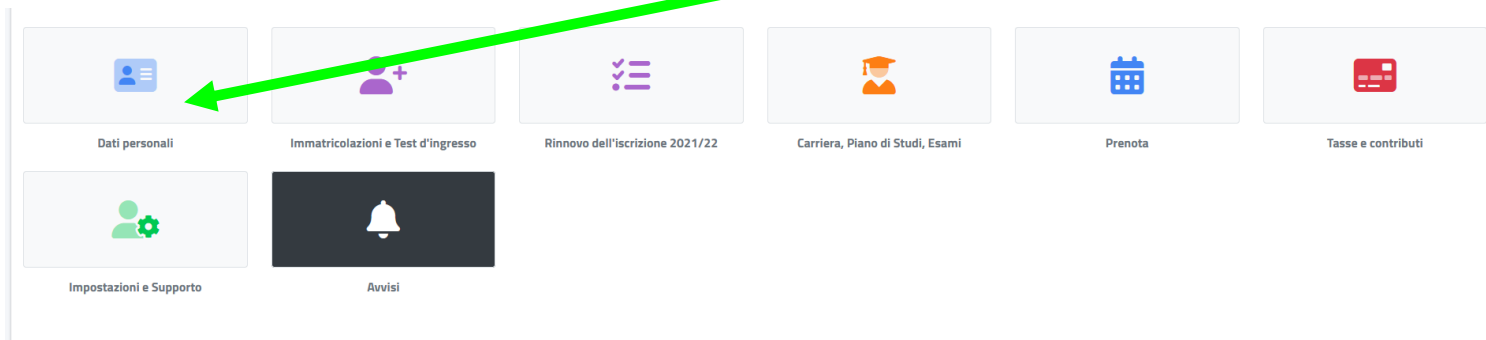 Dati personali
Immatricolazioni e Test d'ingresso
Rinnovo dell'iscrizione 2021/22
Carriera, Piano di Studi, Esami
Prenota
Tasse e contributi
Impostazioni e Supporto
Avvisi